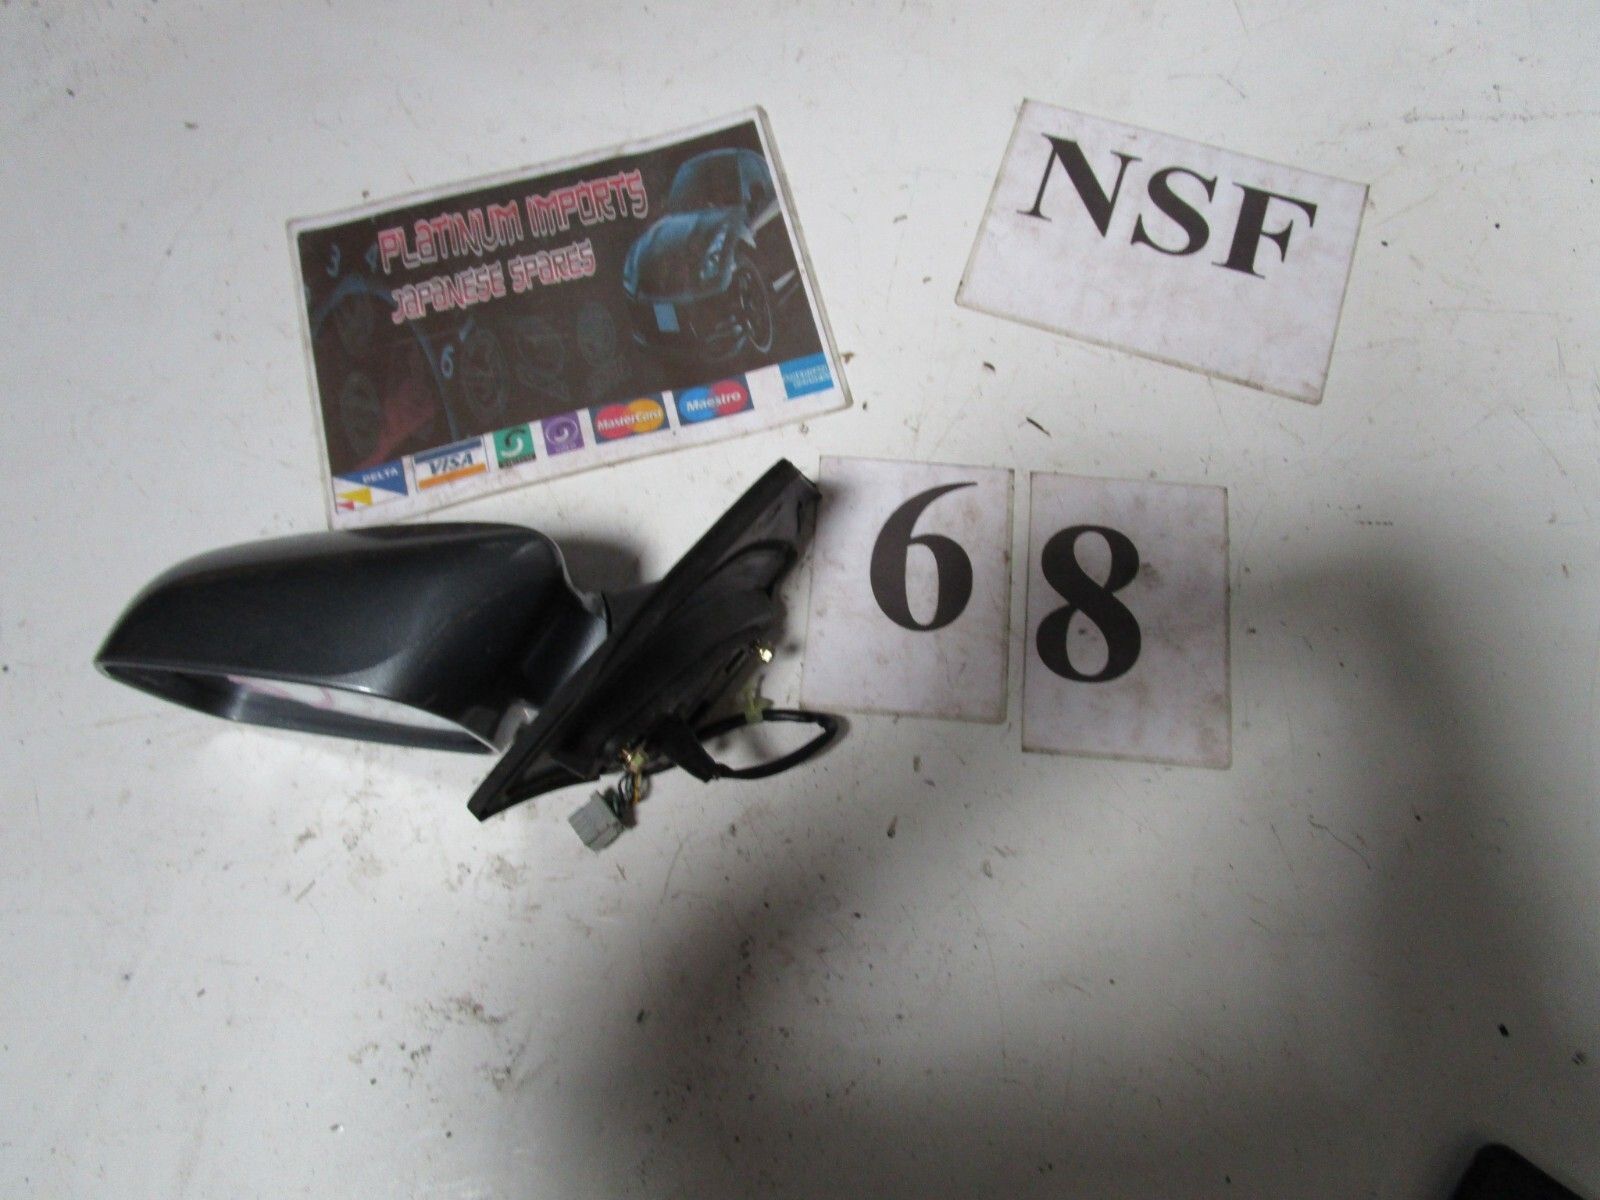 PLATINUM IMPORTS
JAPANESE SPARES
DELTA
VISA
MasterCard
Maestro
NSF
6
8